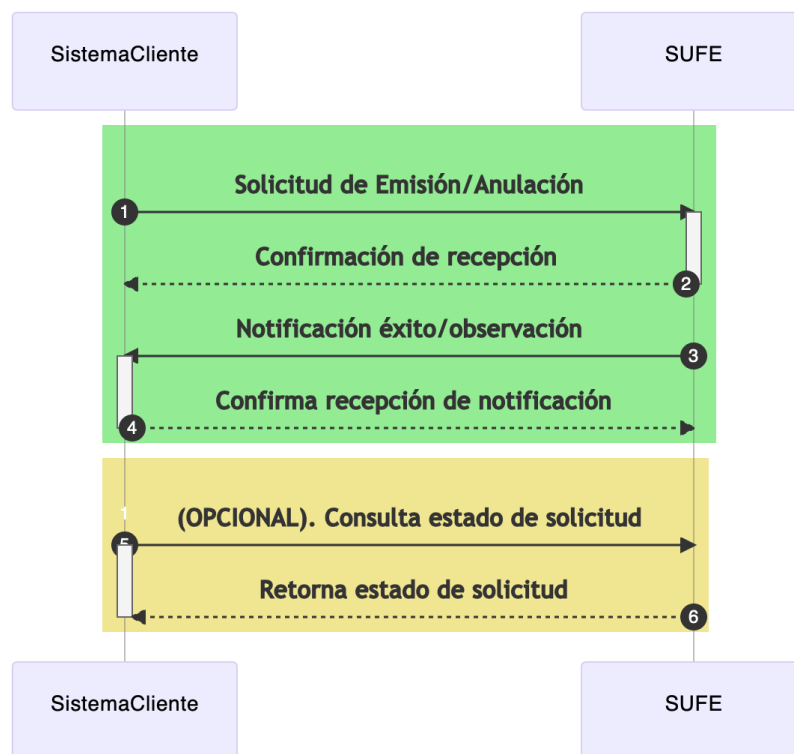 SistemaCliente
SUFE
Solicitud de Emisión/Anulación
1
Confirmación de recepción
2
Notificación éxito/observación
3
Confirma recepción de notificación
4
1
(OPCIONAL). Consulta estado de solicitud
5
Retorna estado de solicitud
6
SistemaCliente
SUFE